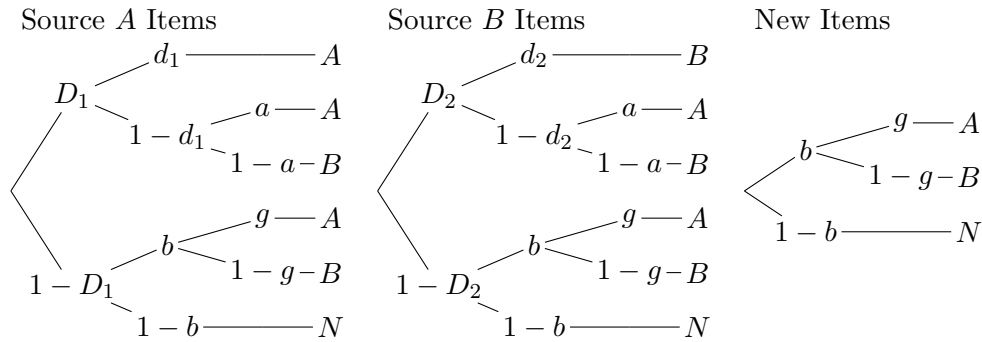 Source A Items Source B Items New Items
d₁ A d₂ B
D₁ D₂
a A a A g A
1 − d₁ 1 − d₂ b
1 − a B 1 − a B 1 − g B
g A g A 1 − b N
b b
1 − D₁ 1 − g B 1 − D₂ 1 − g B
1 − b N 1 − b N